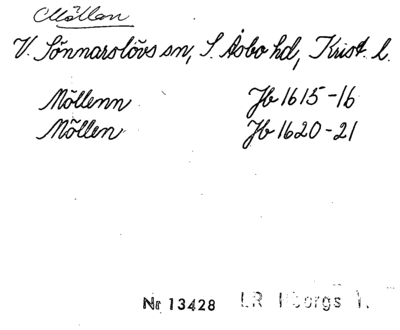 Möllan
V. Sönnarslövs sn, S. Åsbo hd, Krist. l.
Möllenn Jb 1615-16
Möllen Jb 1620-21
Nr 13428 LR